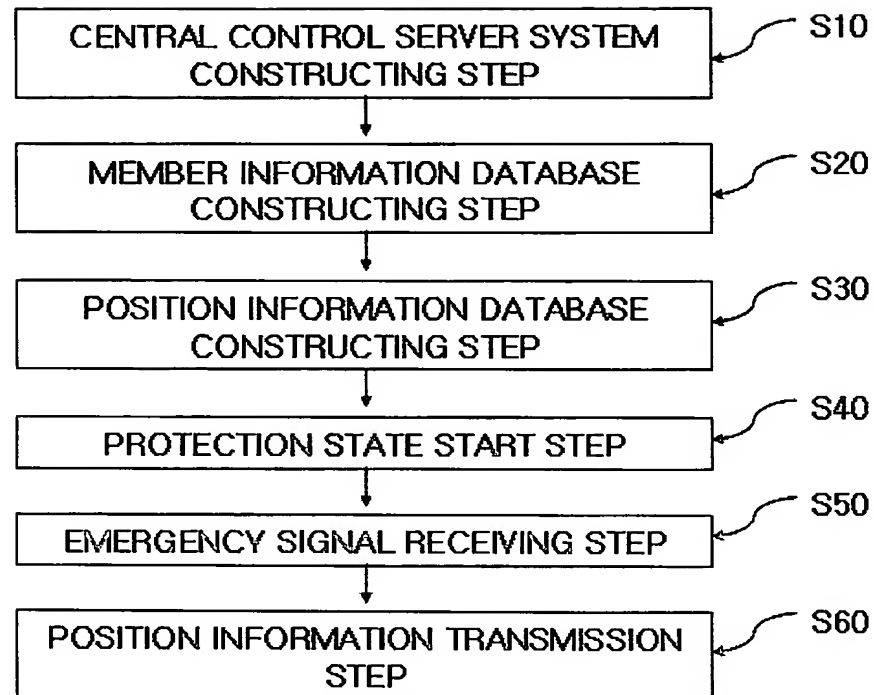 CENTRAL CONTROL SERVER SYSTEM
CONSTRUCTING STEP
S10
MEMBER INFORMATION DATABASE
CONSTRUCTING STEP
S20
POSITION INFORMATION DATABASE
CONSTRUCTING STEP
S30
PROTECTION STATE START STEP
S40
EMERGENCY SIGNAL RECEIVING STEP
S50
POSITION INFORMATION TRANSMISSION
STEP
S60